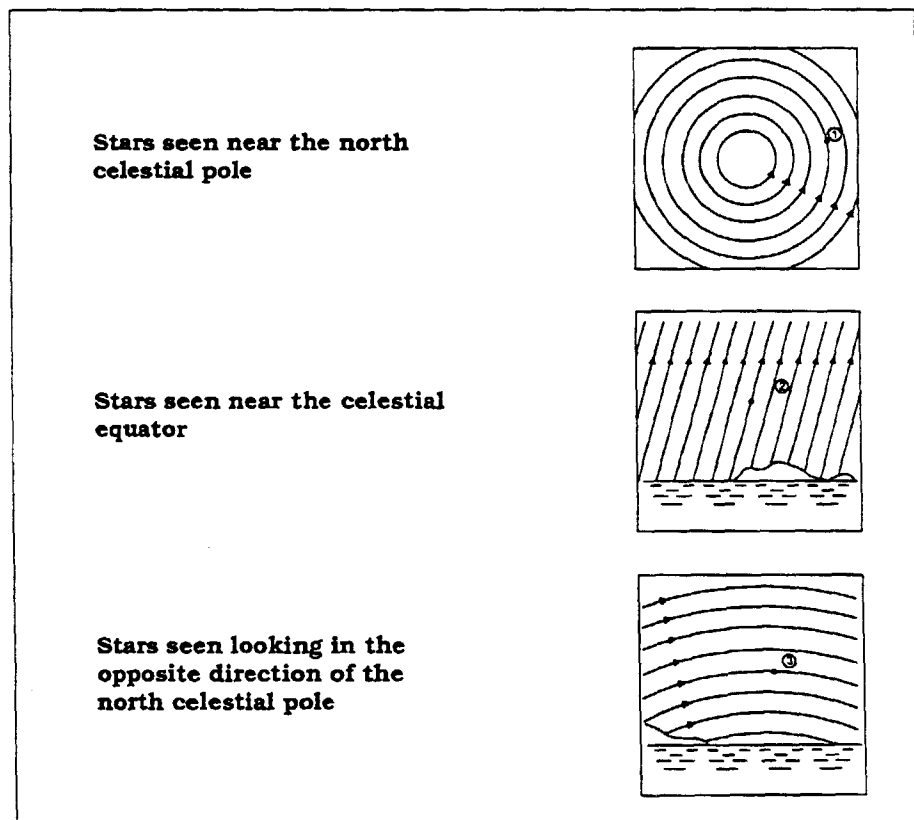 Stars seen near the north
celestial pole
①
Stars seen near the celestial
equator
②
Stars seen looking in the
opposite direction of the
north celestial pole
③